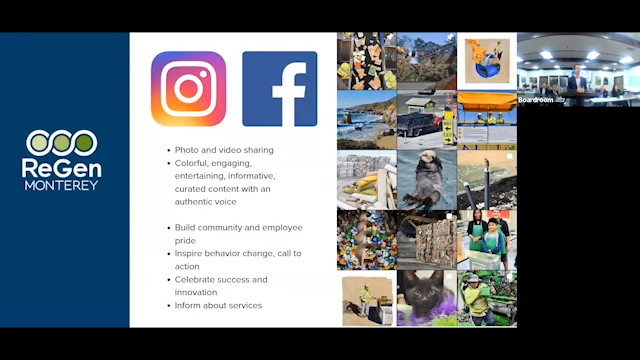 ReGen
MONTEREY
• Photo and video sharing
• Colorful, engaging,
entertaining, informative,
curated content with an
authentic voice
• Build community and employee
pride
• Inspire behavior change, call to
action
• Celebrate success and
innovation
• Inform about services
Boardroom